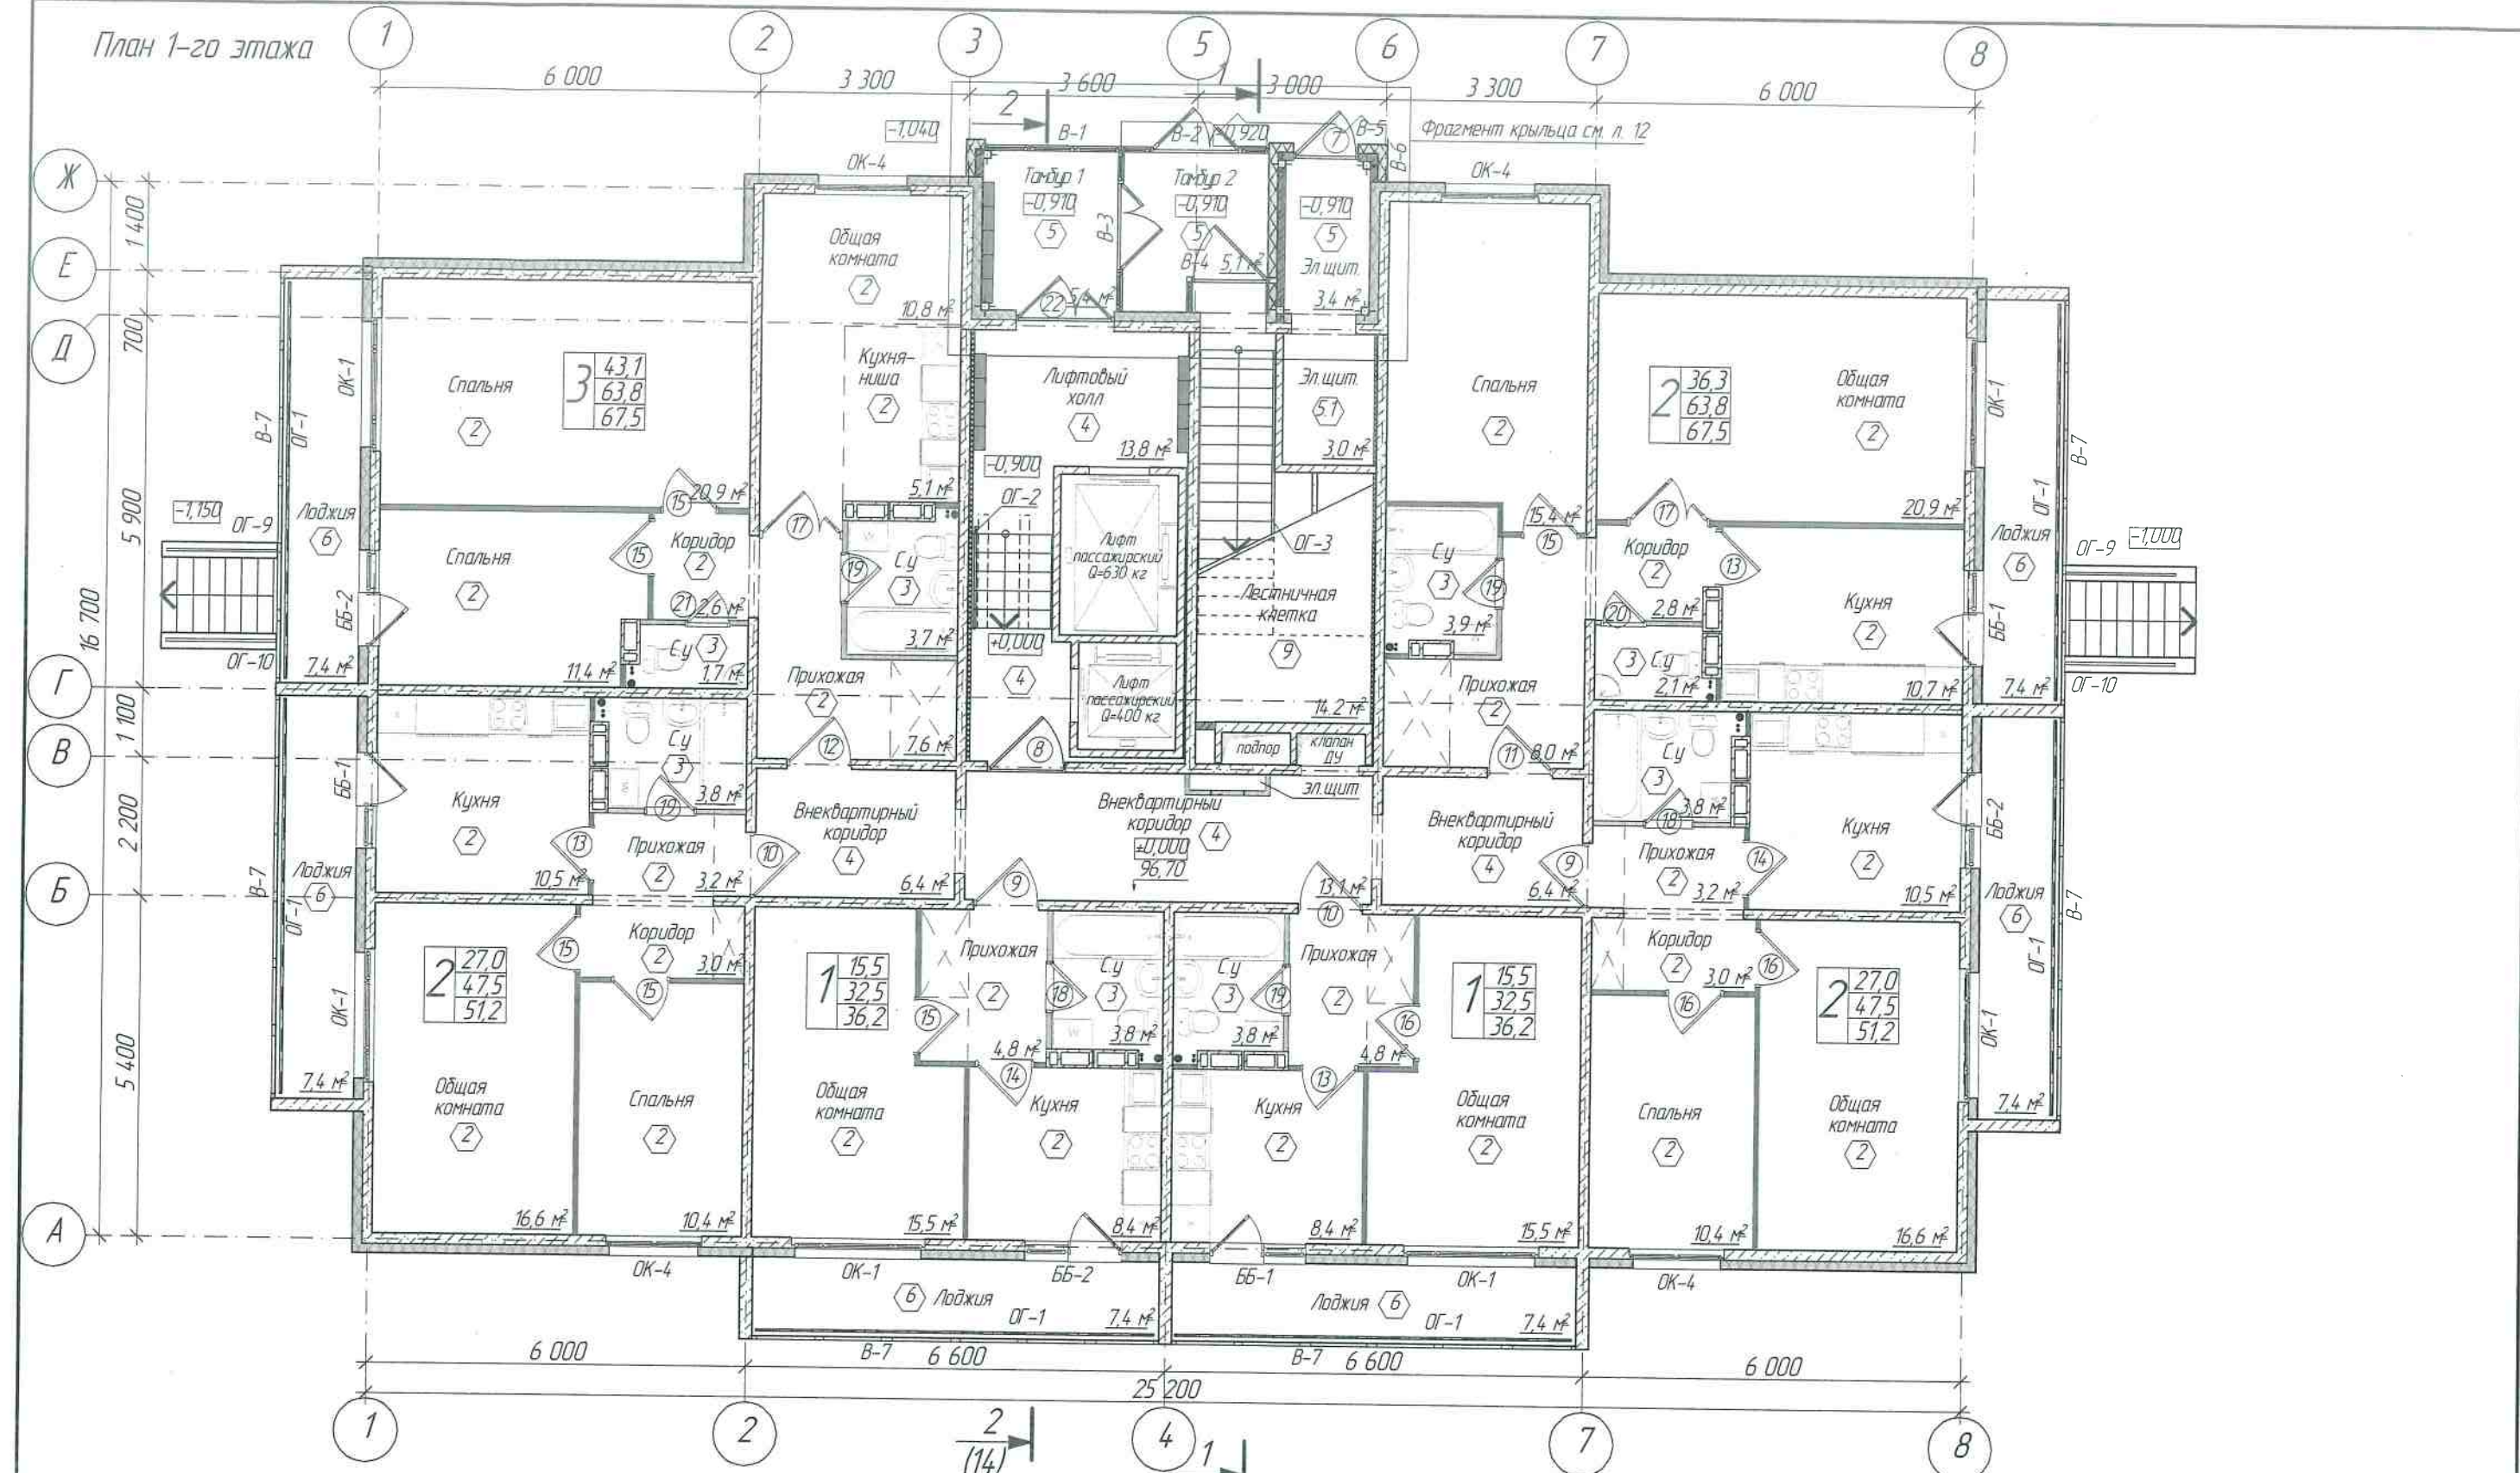 План 1-го этажа
1
2
3
5
6
7
8
6 000
3 300
3 600
1
3 000
3 300
6 000
2
-1,040
В-1
В-2
-0,920
7
В-5
В-6
Фрагмент крыльца см. л. 12
Ж
Е
Д
Г
В
Б
А
1 400
700
5 900
1 100
2 200
5 400
16 700
ОК-4
ОК-4
Тамбур 1
-0,910
5
В-3
22
5,4 м²
Тамбур 2
-0,910
5
В-4
5,1 м²
-0,910
5
Эл.щит.
3,4 м²
Общая
комната
2
10,8 м²
Кухня-
ниша
2
5,1 м²
Спальня
2
3
43,1
63,8
67,5
15
20,9 м²
ОК-1
В-7
ОГ-1
Лоджия
6
7,4 м²
-1,150
ОГ-9
ОГ-10
ББ-2
Спальня
2
11,4 м²
15
Коридор
2
21
2,6 м²
С.у
3
1,7 м²
17
19
С.у
3
3,7 м²
Прихожая
2
12
7,6 м²
Лифтовый
холл
4
13,8 м²
-0,900
ОГ-2
+0,000
4
8
Лифт
пассажирский
Q=630 кг
Лифт
пассажирский
Q=400 кг
Эл.щит.
5.1
3,0 м²
ОГ-3
Лестничная
клетка
9
14.2 м²
подпор
клапан
ДУ
эл.щит
Спальня
2
15,4 м²
15
С.у
3
19
3,9 м²
Прихожая
2
11
8,0 м²
2
36,3
63,8
67,5
Общая
комната
2
20,9 м²
17
Коридор
2
13
20
2,8 м²
3
С.у
2,1 м²
Кухня
2
10,7 м²
ОК-1
В-7
ОГ-1
Лоджия
6
ББ-1
7,4 м²
ОГ-9
-1,000
ОГ-10
ББ-1
Кухня
2
13
10,5 м²
С.у
3
19
3,8 м²
Прихожая
2
10
3,2 м²
Внеквартирный
коридор
4
6,4 м²
Внеквартирный
коридор
4
±0,000
96,70
9
13,1 м²
10
Внеквартирный
коридор
4
9
6,4 м²
С.у
3
3,8 м²
18
Прихожая
2
14
3,2 м²
Кухня
2
10,5 м²
ББ-2
Лоджия
6
В-7
ОГ-1
ОК-1
7,4 м²
В-7
Лоджия
6
ОГ-1
ОК-1
7,4 м²
2
27,0
47,5
51,2
15
Коридор
2
3,0 м²
15
Общая
комната
2
16,6 м²
Спальня
2
10,4 м²
1
15,5
32,5
36,2
Прихожая
2
15
4,8 м²
18
С.у
3
3,8 м²
14
Общая
комната
2
15,5 м²
Кухня
2
8,4 м²
С.у
3
3,8 м²
19
Прихожая
2
16
4,8 м²
13
Кухня
2
8,4 м²
1
15,5
32,5
36,2
Общая
комната
2
15,5 м²
Коридор
2
3,0 м²
16
16
Спальня
2
10,4 м²
2
27,0
47,5
51,2
Общая
комната
2
16,6 м²
ОК-4
ОК-1
ББ-2
ББ-1
ОК-1
ОК-4
6
Лоджия
ОГ-1
7,4 м²
Лоджия
6
ОГ-1
7,4 м²
6 000
В-7
6 600
В-7
6 600
6 000
25 200
1
2
4
7
8
2
(14)
1